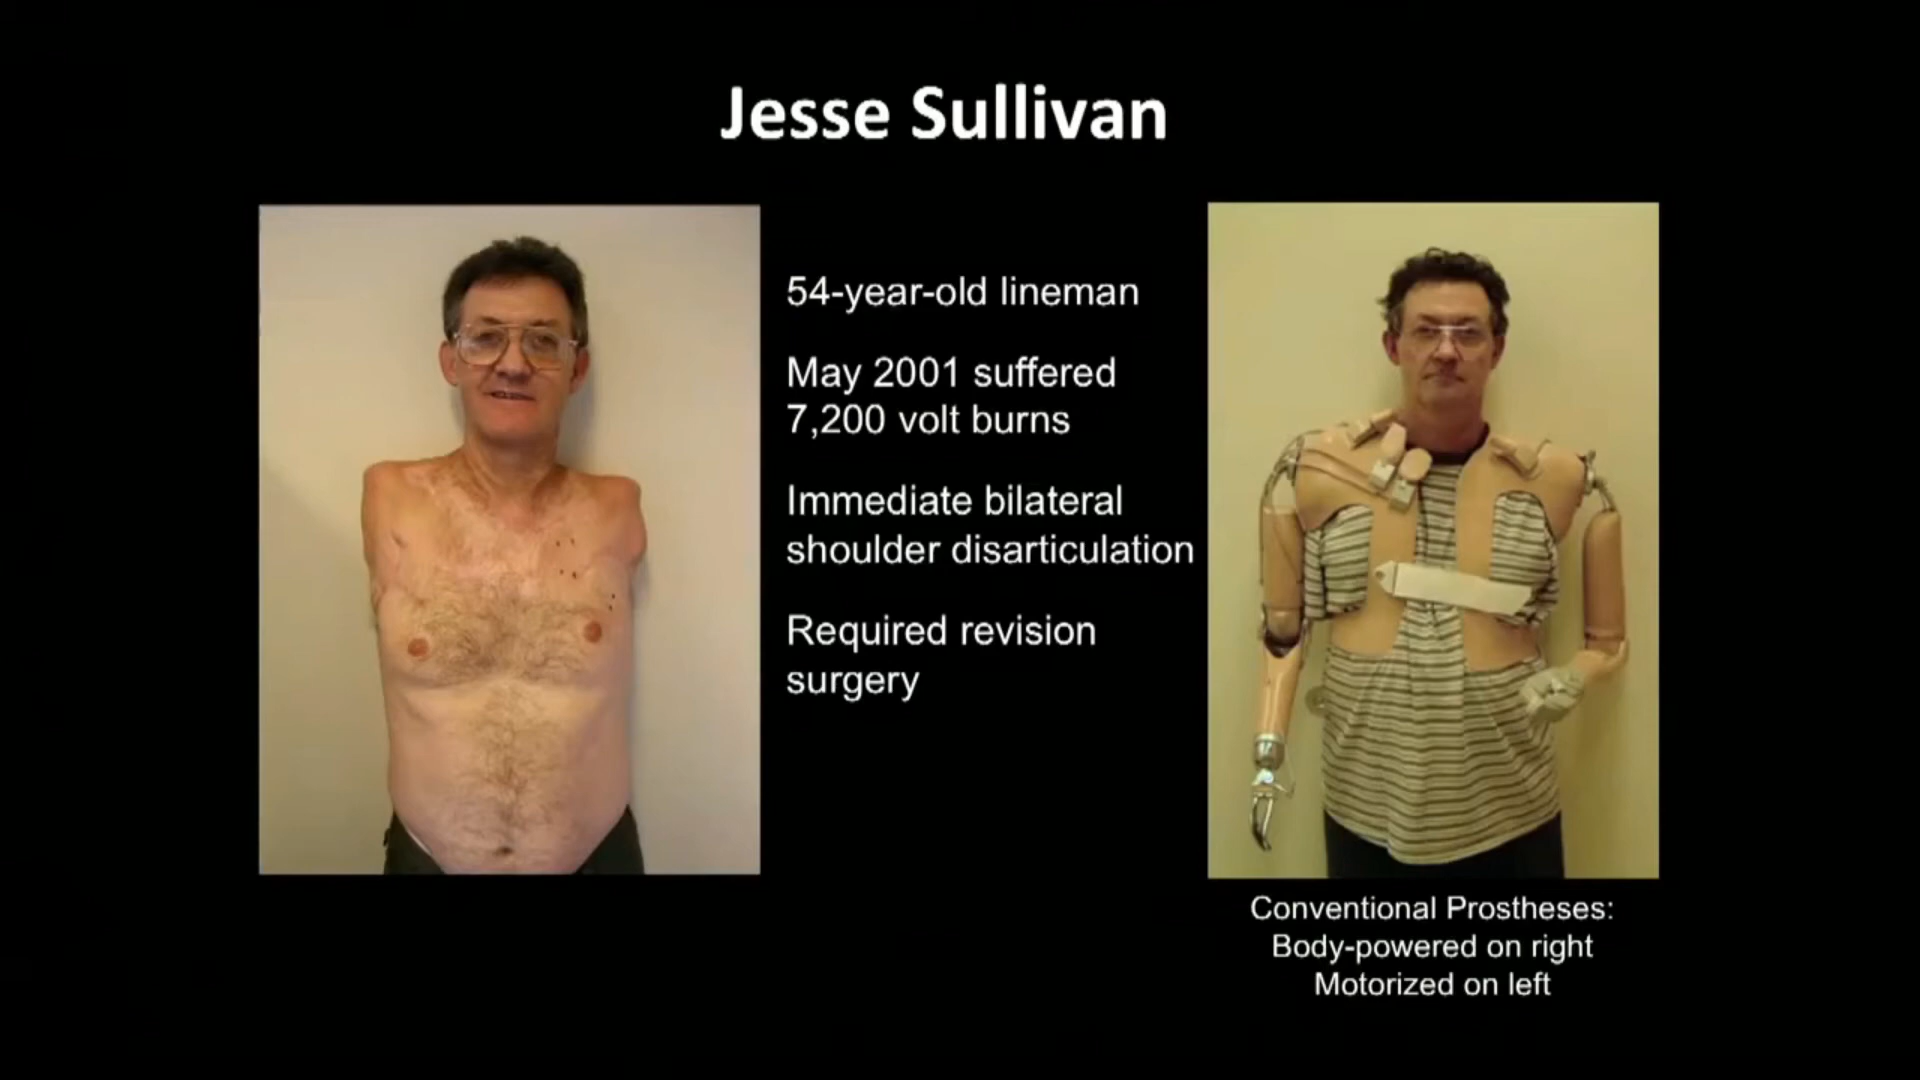 Jesse Sullivan
54-year-old lineman
May 2001 suffered
7,200 volt burns
Immediate bilateral
shoulder disarticulation
Required revision
surgery
Conventional Prostheses:
Body-powered on right
Motorized on left